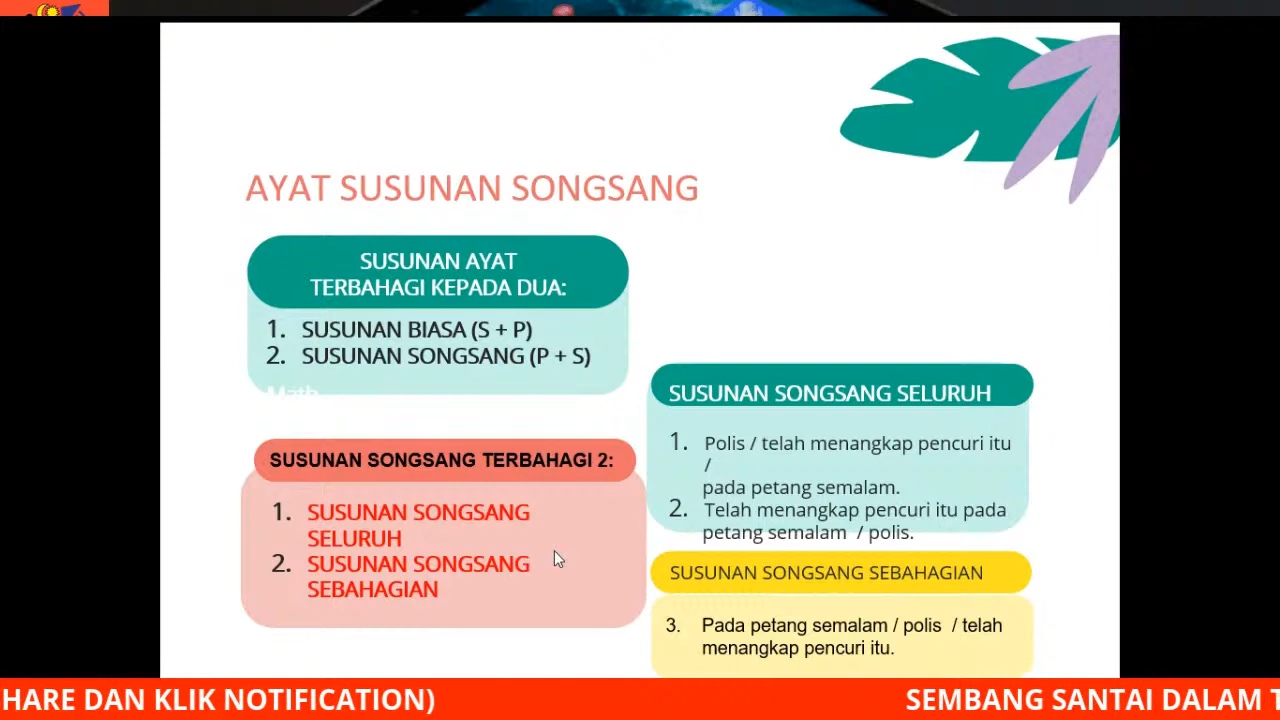 AYAT SUSUNAN SONGSANG
SUSUNAN AYAT
TERBAHAGI KEPADA DUA:
1. SUSUNAN BIASA (S + P)
2. SUSUNAN SONGSANG (P + S)
Math
SUSUNAN SONGSANG TERBAHAGI 2:
1. SUSUNAN SONGSANG
SELURUH
2. SUSUNAN SONGSANG
SEBAHAGIAN
SUSUNAN SONGSANG SELURUH
1. Polis / telah menangkap pencuri itu
/
pada petang semalam.
2. Telah menangkap pencuri itu pada
petang semalam / polis.
SUSUNAN SONGSANG SEBAHAGIAN
3. Pada petang semalam / polis / telah
menangkap pencuri itu.
HARE DAN KLIK NOTIFICATION) SEMBANG SANTAI DALAM T